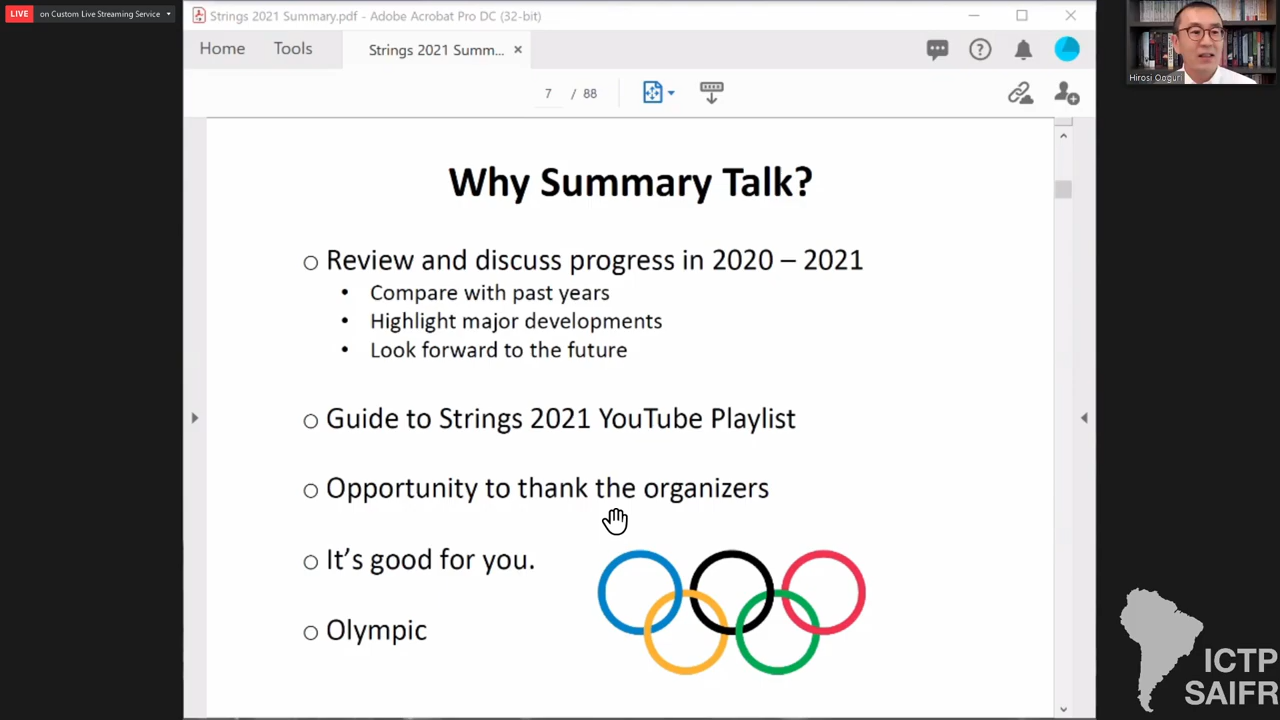 LIVE on Custom Live Streaming Service
Strings 2021 Summary.pdf - Adobe Acrobat Pro DC (32-bit)
Home Tools Strings 2021 Summ...
7 / 88
Hirosi Ooguri
Why Summary Talk?
Review and discuss progress in 2020 – 2021
• Compare with past years
• Highlight major developments
• Look forward to the future
Guide to Strings 2021 YouTube Playlist
Opportunity to thank the organizers
It's good for you.
Olympic
ICTP
SAIFR